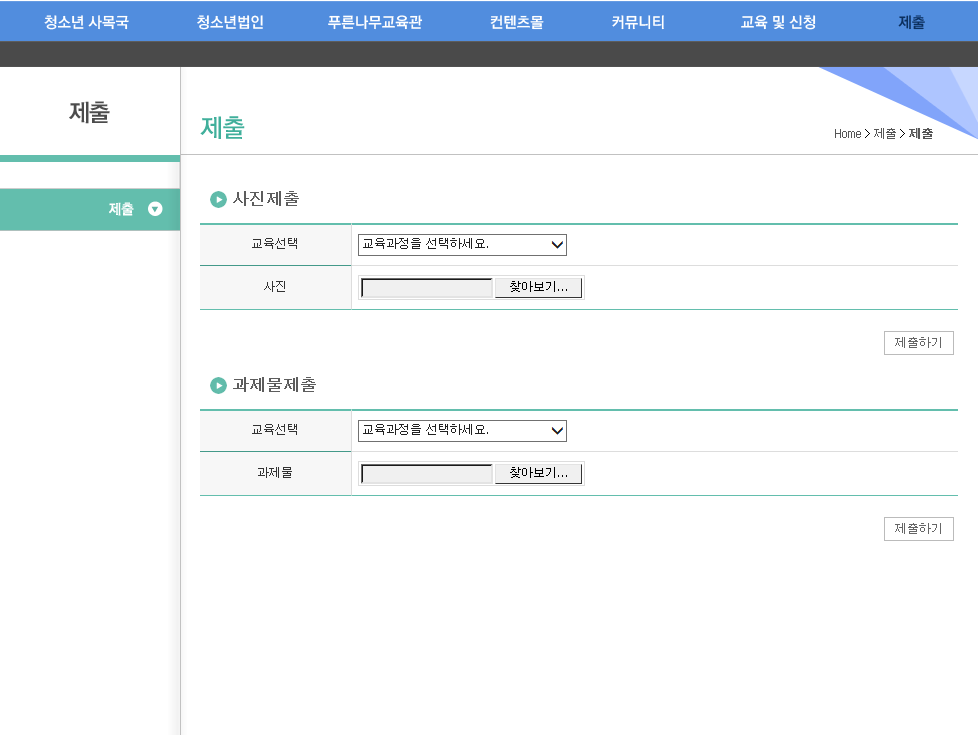 청소년 사목국 청소년법인 푸른나무교육관 컨텐츠몰 커뮤니티 교육 및 신청 제출
제출
제출
Home > 제출 > 제출
제출
사진제출
교육선택 교육과정을 선택하세요.
사진 찾아보기...
제출하기
과제물제출
교육선택 교육과정을 선택하세요.
과제물 찾아보기...
제출하기